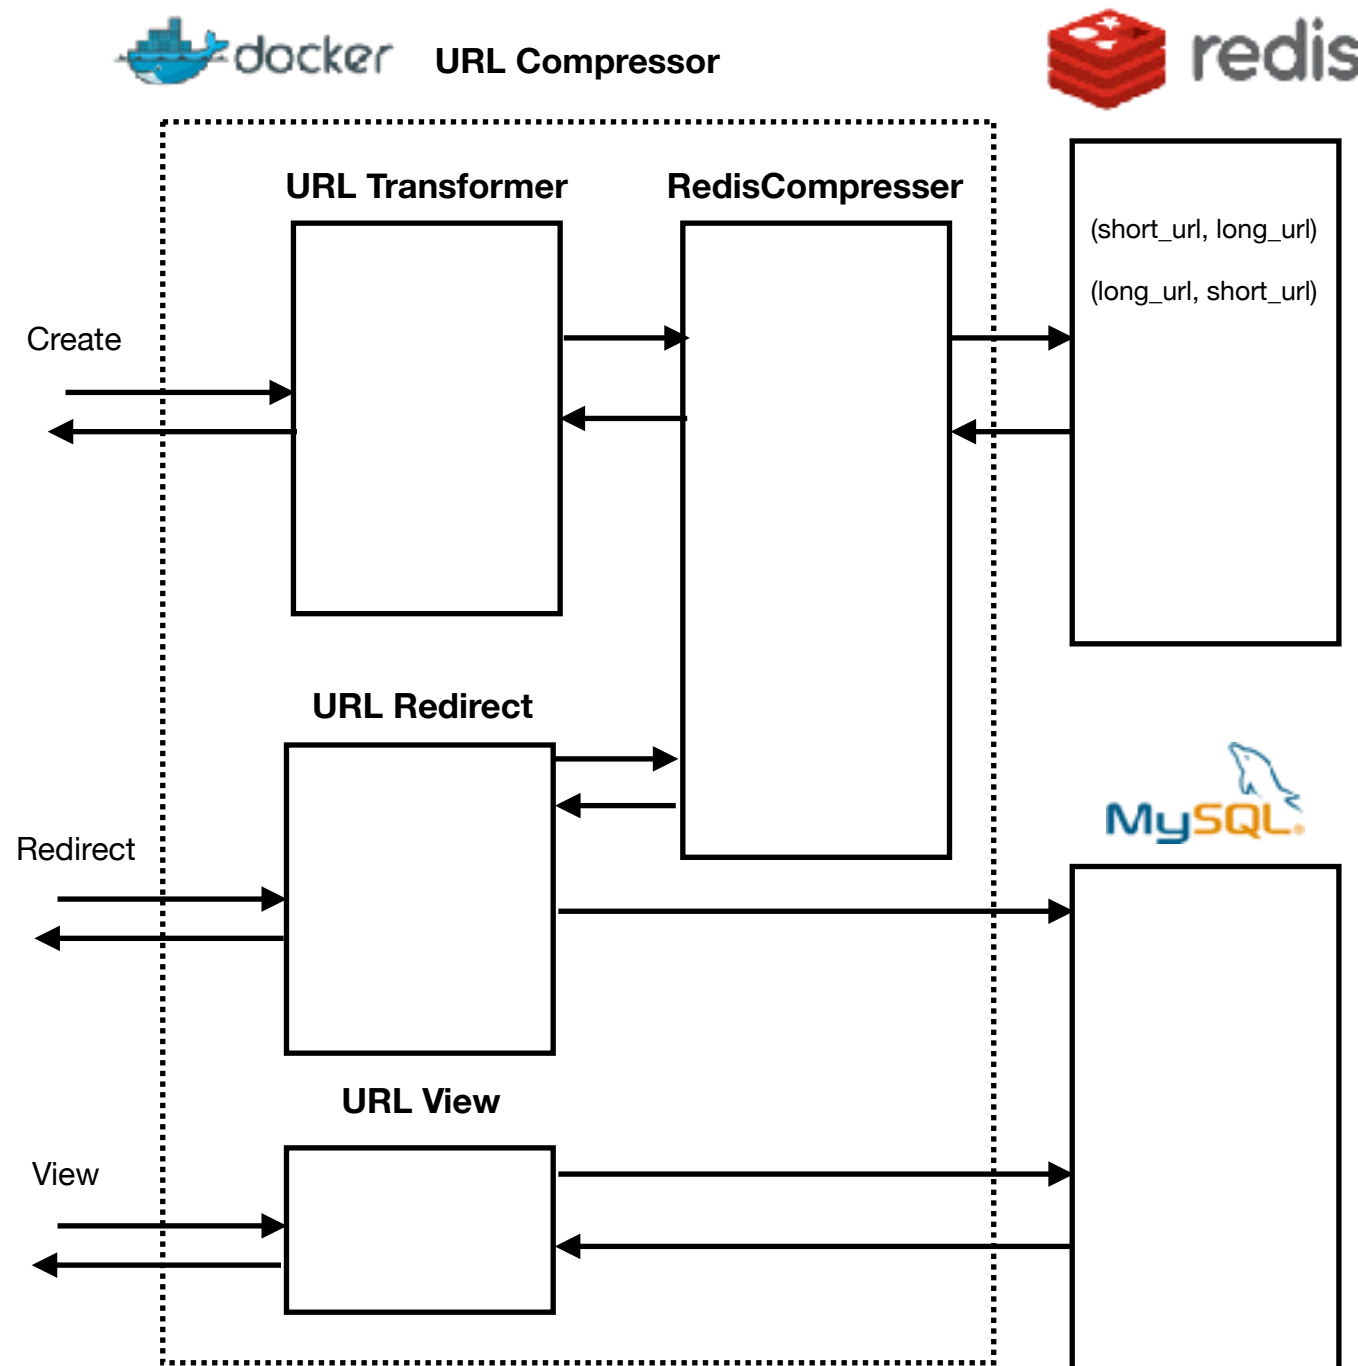 docker URL Compressor redis
URL Transformer RedisCompresser
(short_url, long_url)
(long_url, short_url)
Create
URL Redirect
MySQL
Redirect
URL View
View